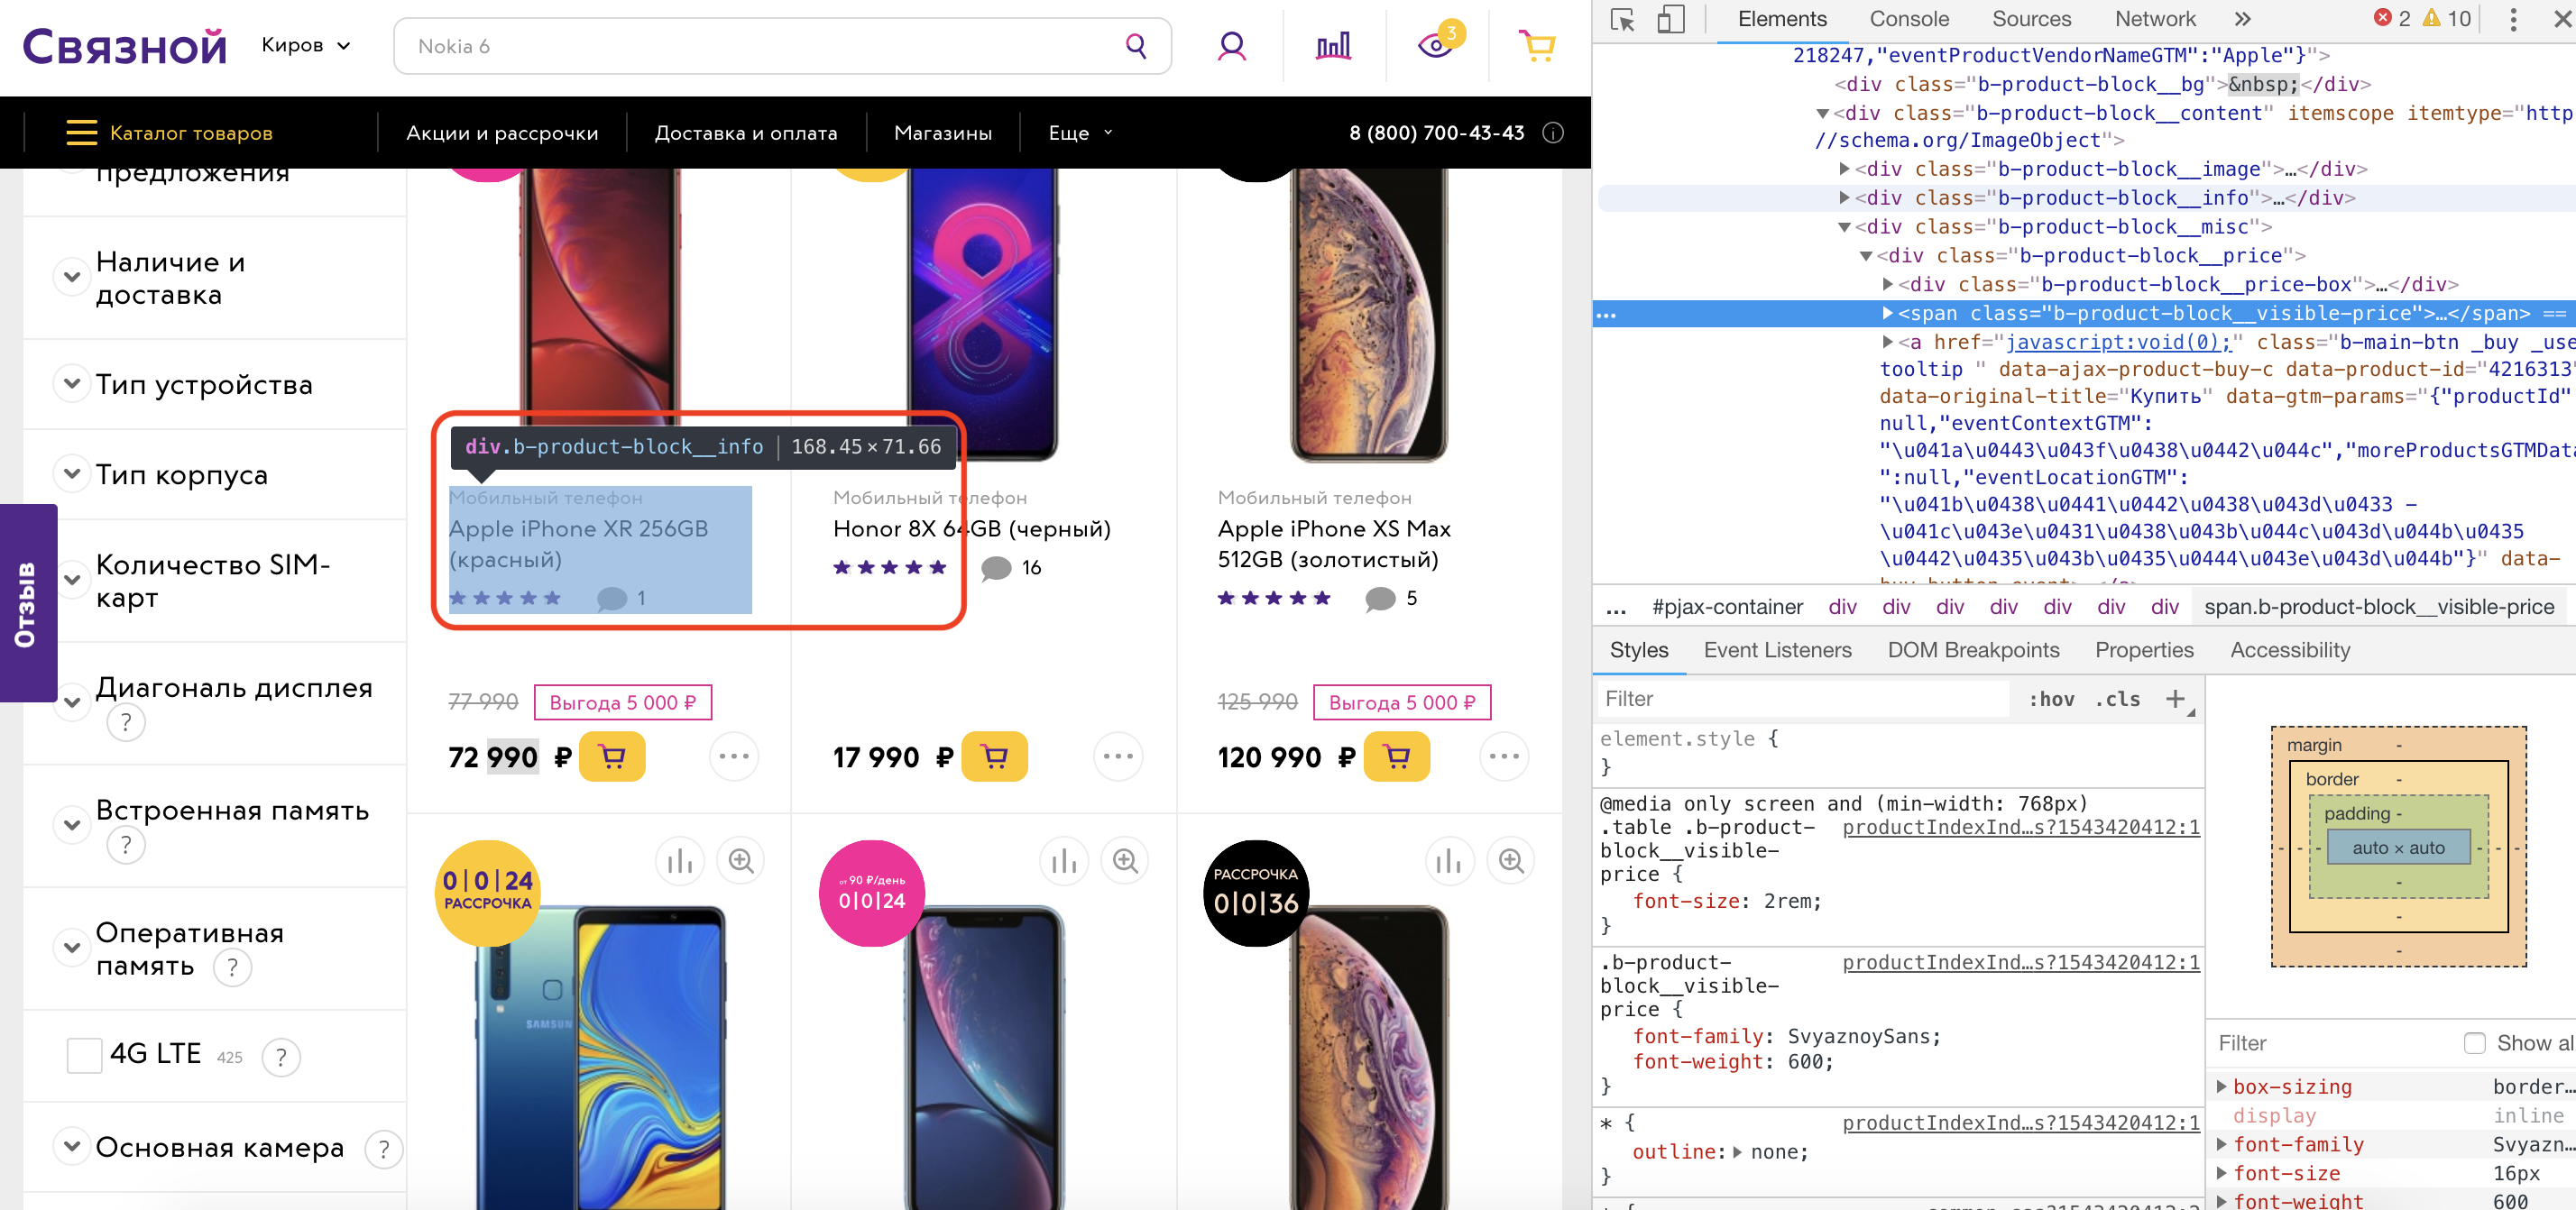 Связной
Киров
Nokia 6
3
Каталог товаров
Акции и рассрочки
Доставка и оплата
Магазины
Еще
8 (800) 700-43-43
предложения
Наличие и
доставка
Тип устройства
Тип корпуса
Количество SIM-
карт
Диагональ дисплея
?
Встроенная память
?
Оперативная
память ?
4G LTE 425 ?
Основная камера ?
Отзыв
div.b-product-block__info | 168.45 × 71.66
Мобильный телефон
Apple iPhone XR 256GB
(красный)
1
77 990 Выгода 5 000 ₽
72 990 ₽
Мобильный телефон
Honor 8X 64GB (черный)
16
17 990 ₽
Мобильный телефон
Apple iPhone XS Max
512GB (золотистый)
5
125 990 Выгода 5 000 ₽
120 990 ₽
0|0|24
РАССРОЧКА
SAMSUNG
от 90 ₽/день
0|0|24
РАССРОЧКА
0|0|36
Elements Console Sources Network » 2 10
218247,"eventProductVendorNameGTM":"Apple"}">
<div class="b-product-block__bg">&nbsp;</div>
<div class="b-product-block__content" itemscope itemtype="http
//schema.org/ImageObject">
<div class="b-product-block__image">…</div>
<div class="b-product-block__info">…</div>
<div class="b-product-block__misc">
<div class="b-product-block__price">
<div class="b-product-block__price-box">…</div>
… <span class="b-product-block__visible-price">…</span> ==
<a href="javascript:void(0);" class="b-main-btn _buy _use
tooltip " data-ajax-product-buy-c data-product-id="4216313"
data-original-title="Купить" data-gtm-params="{"productId"
null,"eventContextGTM":
"\u041a\u0443\u043f\u0438\u0442\u044c","moreProductsGTMData
":null,"eventLocationGTM":
"\u041b\u0438\u0441\u0442\u0438\u043d\u0433 -
\u041c\u043e\u0431\u0438\u043b\u044c\u043d\u044b\u0435
\u0442\u0435\u043b\u0435\u0444\u043e\u043d\u044b"}" data-
… #pjax-container div div div div div div div span.b-product-block__visible-price
Styles Event Listeners DOM Breakpoints Properties Accessibility
Filter :hov .cls +
element.style {
}
@media only screen and (min-width: 768px)
.table .b-product- productIndexInd…s?1543420412:1
block__visible-
price {
font-size: 2rem;
}
.b-product- productIndexInd…s?1543420412:1
block__visible-
price {
font-family: SvyaznoySans;
font-weight: 600;
}
* { productIndexInd…s?1543420412:1
outline: none;
}
margin -
border -
padding -
- - - auto × auto - - -
-
-
-
Filter Show al
box-sizing border…
display inline
font-family Svyazn…
font-size 16px
font-weight 600